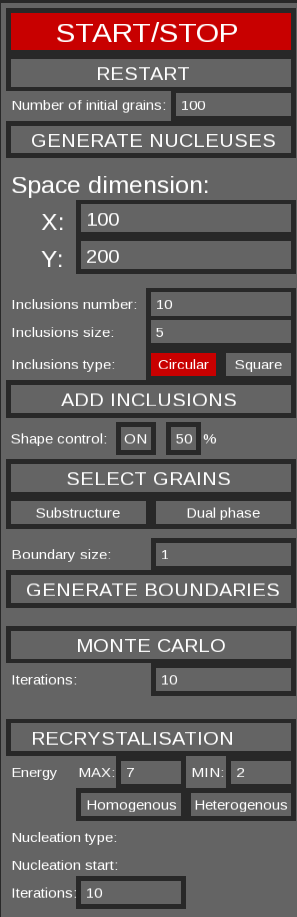 START/STOP
RESTART
Number of initial grains: 100
GENERATE NUCLEUSES
Space dimension:
X: 100
Y: 200
Inclusions number: 10
Inclusions size: 5
Inclusions type: Circular Square
ADD INCLUSIONS
Shape control: ON 50 %
SELECT GRAINS
Substructure Dual phase
Boundary size: 1
GENERATE BOUNDARIES
MONTE CARLO
Iterations: 10
RECRYSTALISATION
Energy MAX: 7 MIN: 2
Homogenous Heterogenous
Nucleation type:
Nucleation start:
Iterations: 10